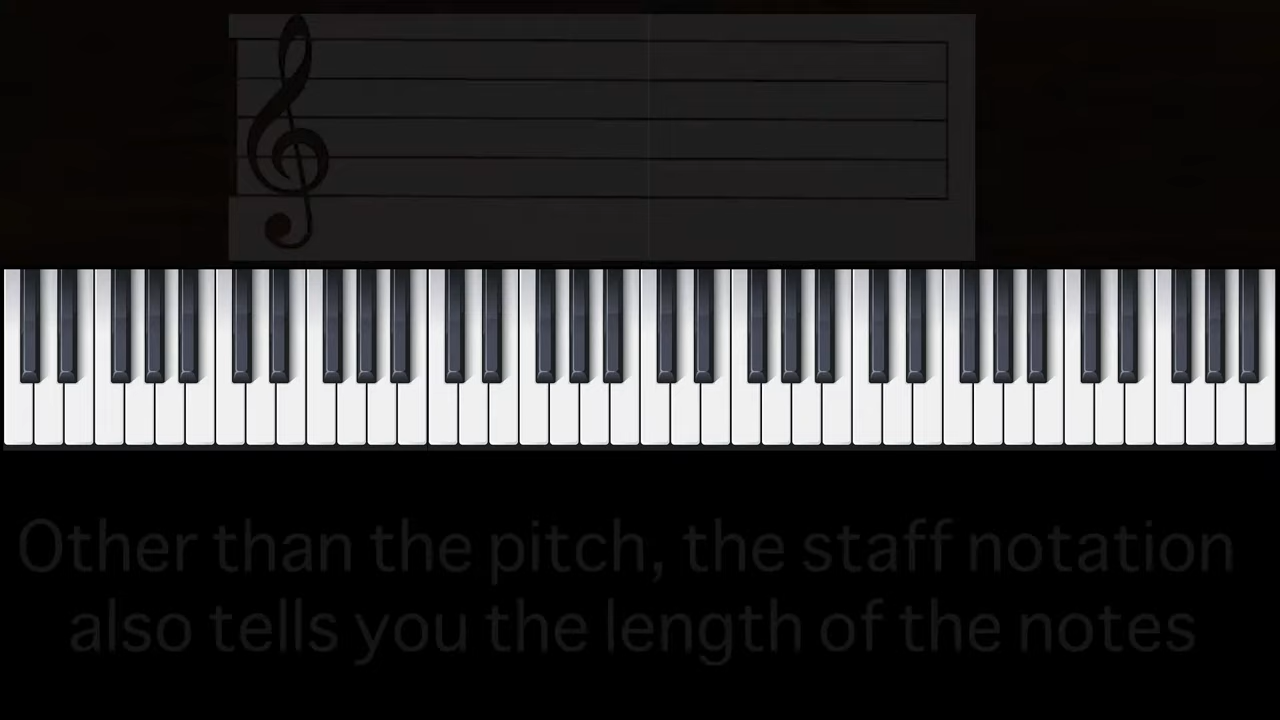 Other than the pitch, the staff notation
also tells you the length of the notes